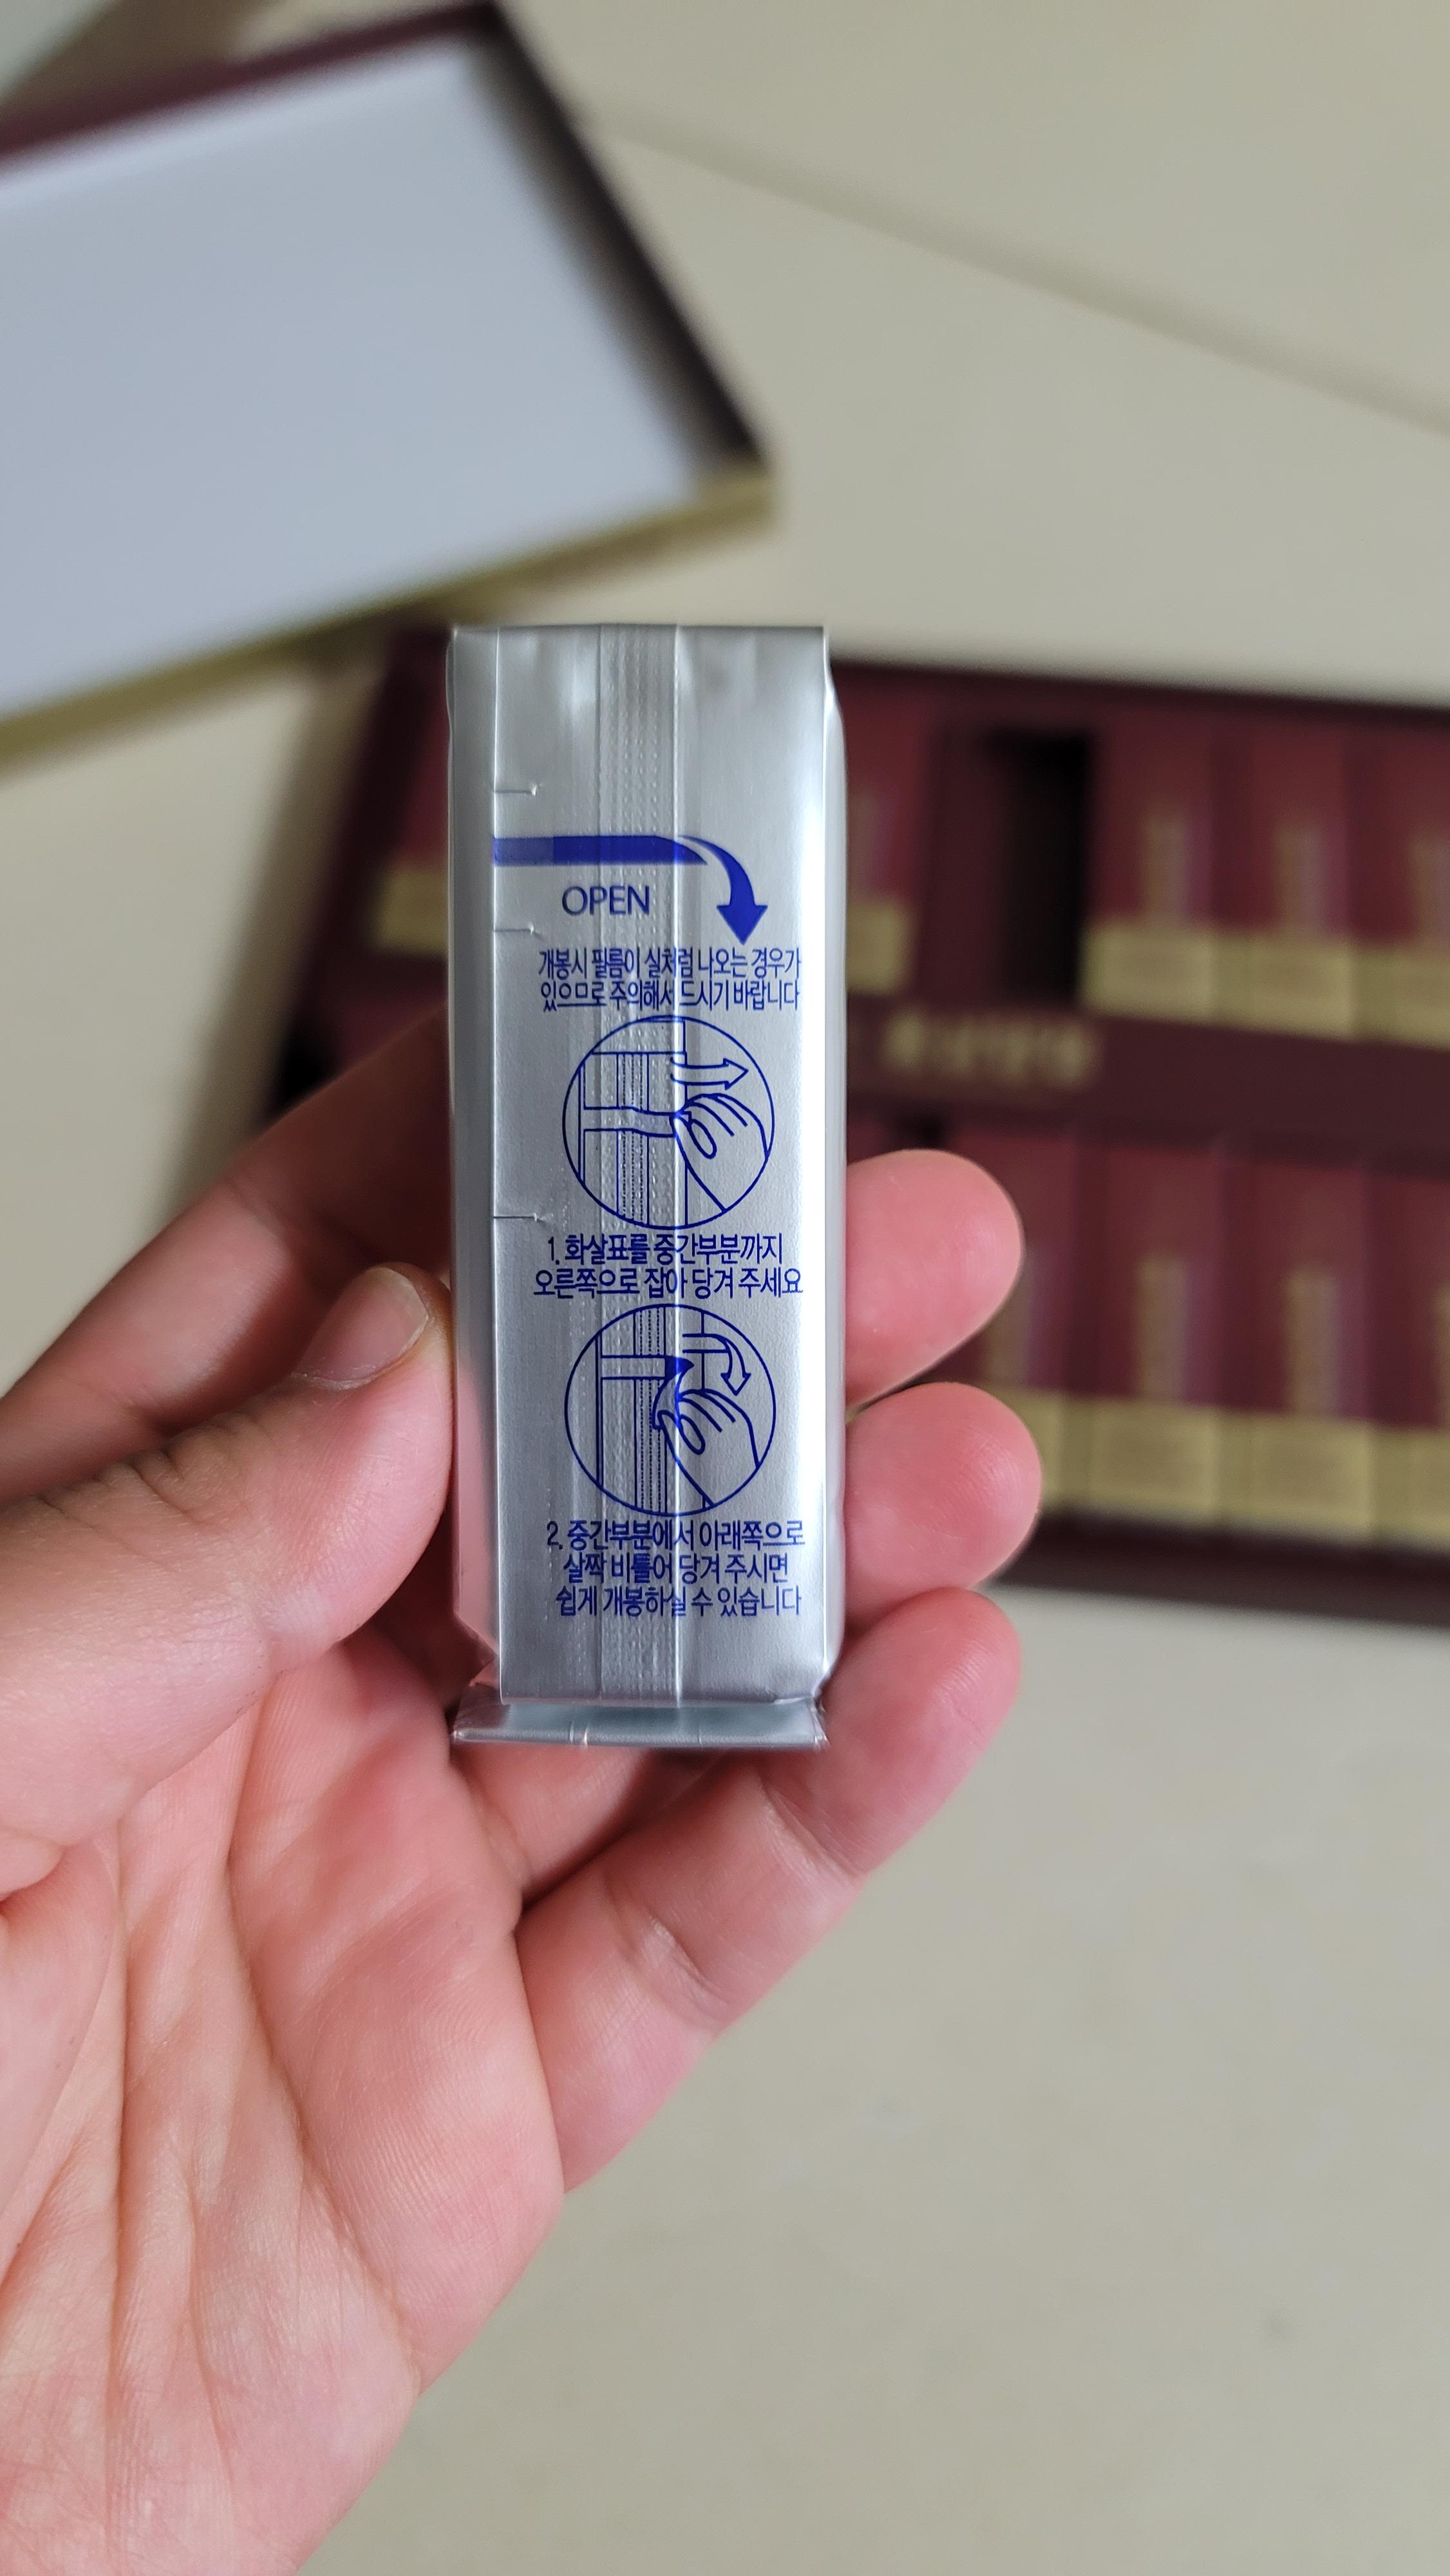 OPEN
개봉시 필름이 실처럼 나오는 경우가
있으므로 주의해서 드시기 바랍니다
1. 화살표를 중간부분까지
오른쪽으로 잡아 당겨 주세요
2. 중간부분에서 아래쪽으로
살짝 비틀어 당겨 주시면
쉽게 개봉하실 수 있습니다